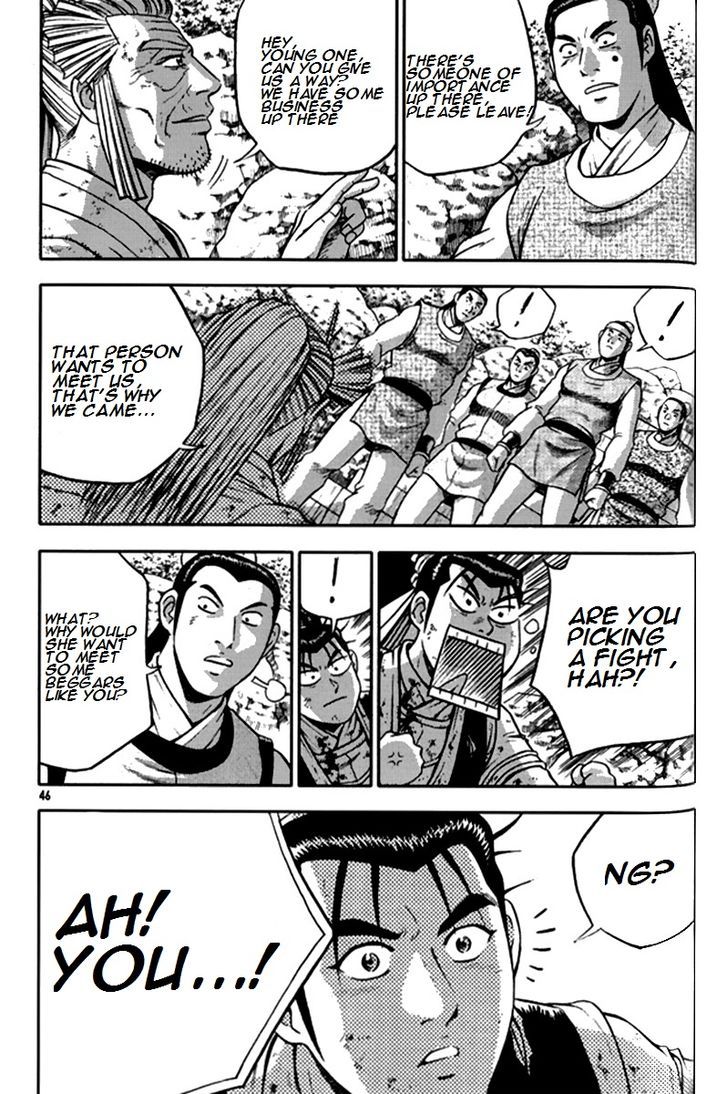 HEY,
YOUNG ONE,
CAN YOU GIVE
US A WAY?
WE HAVE SOME
BUSINESS
UP THERE
THERE'S
SOMEONE OF
IMPORTANCE
UP THERE,
PLEASE LEAVE!
THAT PERSON
WANTS TO
MEET US,
THAT'S WHY
WE CAME...
!
!
WHAT?
WHY WOULD
SHE WANT
TO MEET
SOME
BEGGARS
LIKE YOU?
!
ARE YOU
PICKING
A FIGHT,
HAH?!
46
AH!
YOU...!
NG?